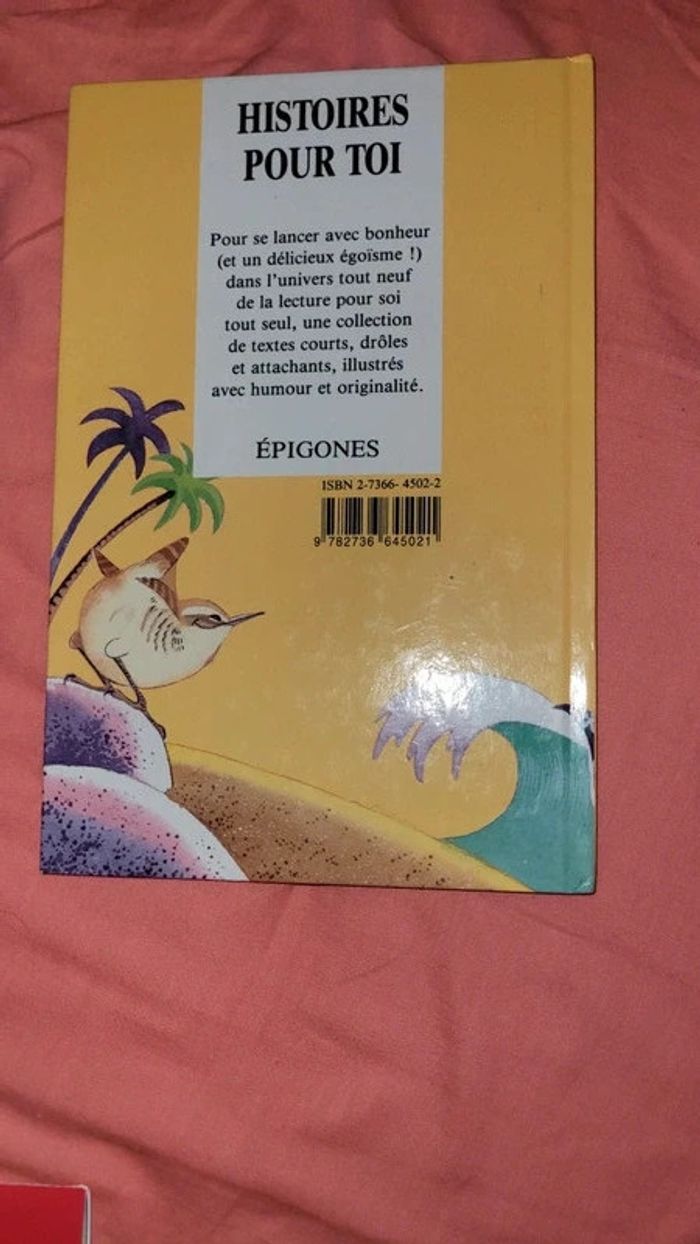 HISTOIRES
POUR TOI
Pour se lancer avec bonheur
(et un délicieux égoïsme !)
dans l'univers tout neuf
de la lecture pour soi
tout seul, une collection
de textes courts, drôles
et attachants, illustrés
avec humour et originalité.
ÉPIGONES
ISBN 2-7366- 4502-2
9 782736 645021